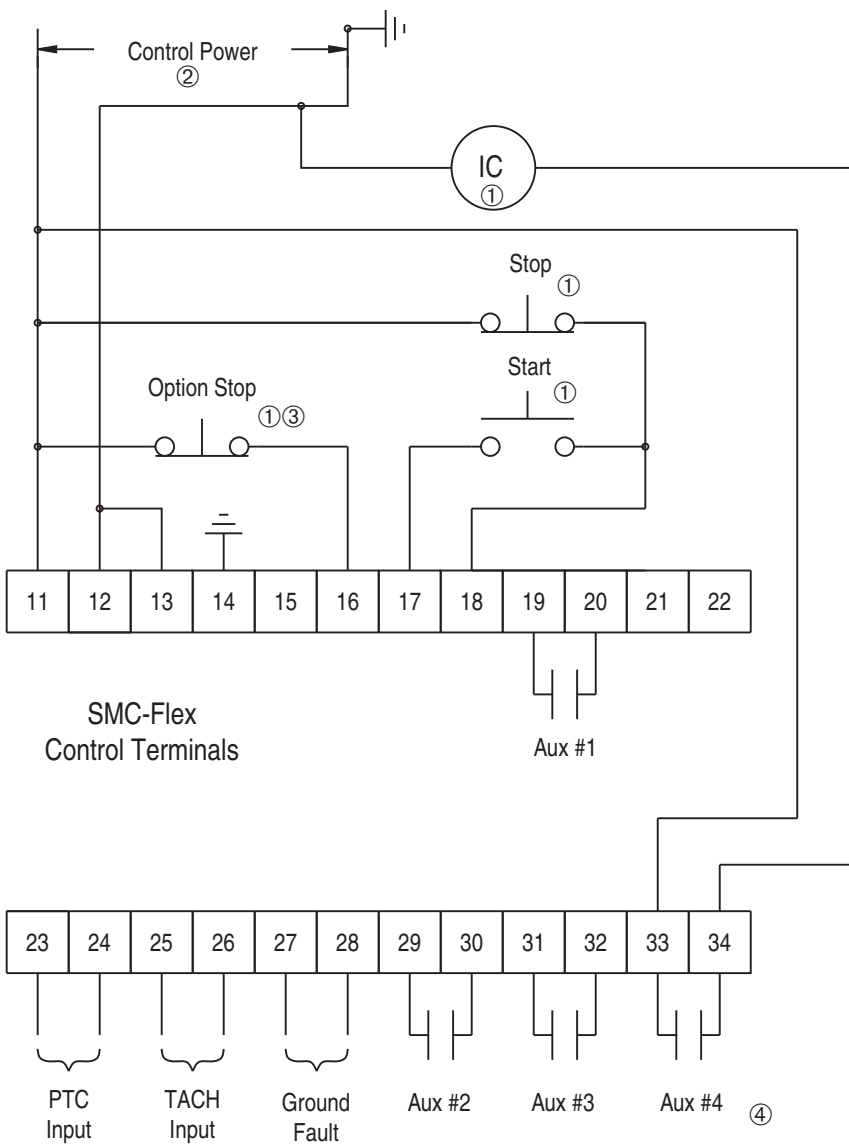 Control Power
②
IC
①
Stop
①
Start
①
Option Stop
①③
11 12 13 14 15 16 17 18 19 20 21 22
SMC-Flex
Control Terminals
Aux #1
23 24 25 26 27 28 29 30 31 32 33 34
PTC
Input
TACH
Input
Ground
Fault
Aux #2
Aux #3
Aux #4
④